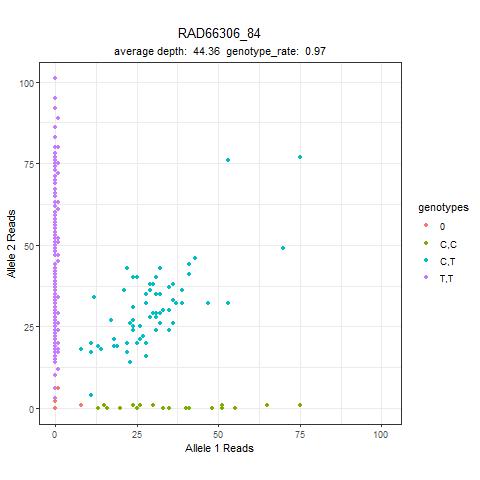 RAD66306_84
average depth: 44.36 genotype_rate: 0.97
100
75
50
25
0
Allele 2 Reads
0 25 50 75 100
Allele 1 Reads
genotypes
0
C,C
C,T
T,T